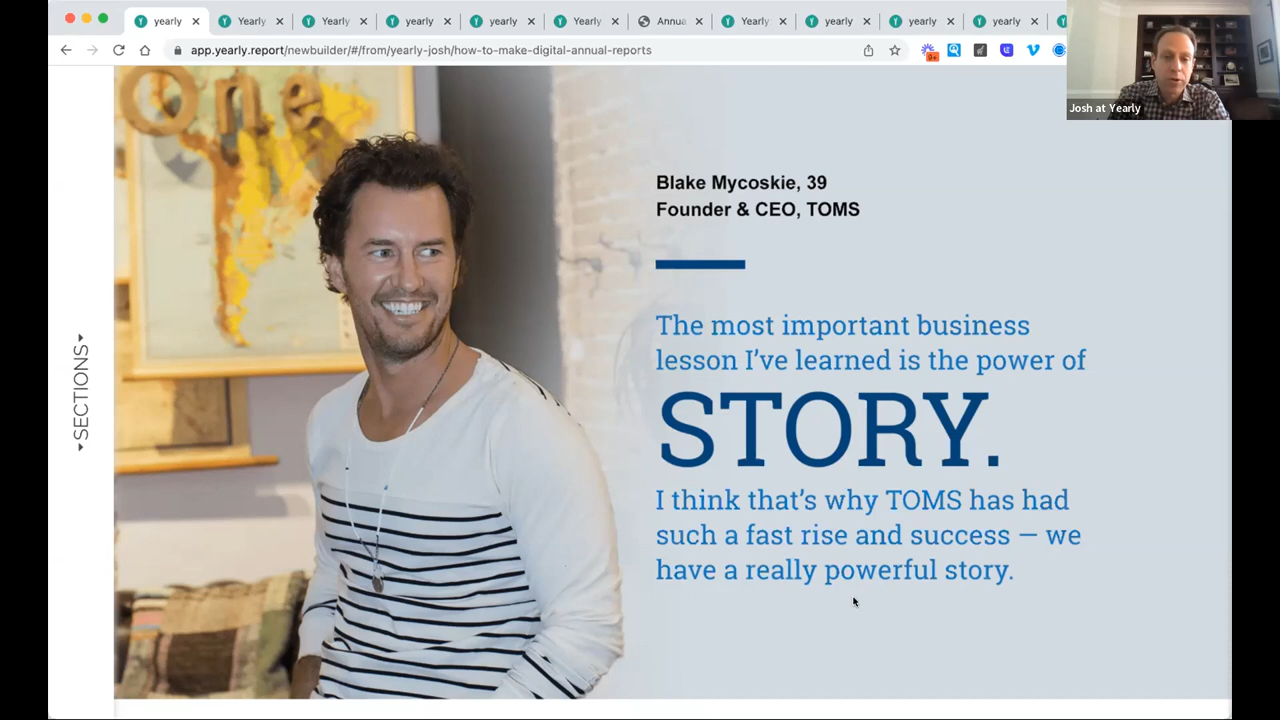 yearly
Yearly
Yearly
yearly
yearly
Yearly
Annua
Yearly
yearly
yearly
yearly
app.yearly.report/newbuilder/#/from/yearly-josh/how-to-make-digital-annual-reports
9+
Josh at Yearly
one
Blake Mycoskie, 39
Founder & CEO, TOMS
SECTIONS
The most important business
lesson I've learned is the power of
STORY.
I think that's why TOMS has had
such a fast rise and success — we
have a really powerful story.